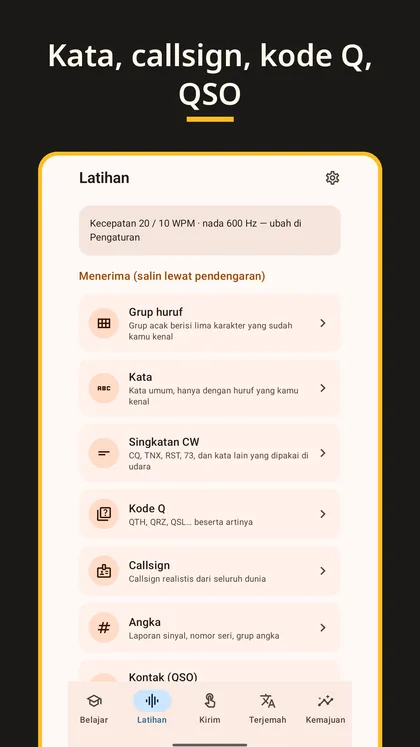 Kata, callsign, kode Q,
QSO
Latihan
Kecepatan 20 / 10 WPM · nada 600 Hz — ubah di
Pengaturan
Menerima (salin lewat pendengaran)
Grup huruf
Grup acak berisi lima karakter yang sudah
kamu kenal
ABC
Kata
Kata umum, hanya dengan huruf yang kamu
kenal
Singkatan CW
CQ, TNX, RST, 73, dan kata lain yang dipakai di
udara
Kode Q
QTH, QRZ, QSL… beserta artinya
Callsign
Callsign realistis dari seluruh dunia
Angka
Laporan sinyal, nomor seri, grup angka
Kontak (QSO)
Belajar
Latihan
Kirim
Terjemah
Kemajuan